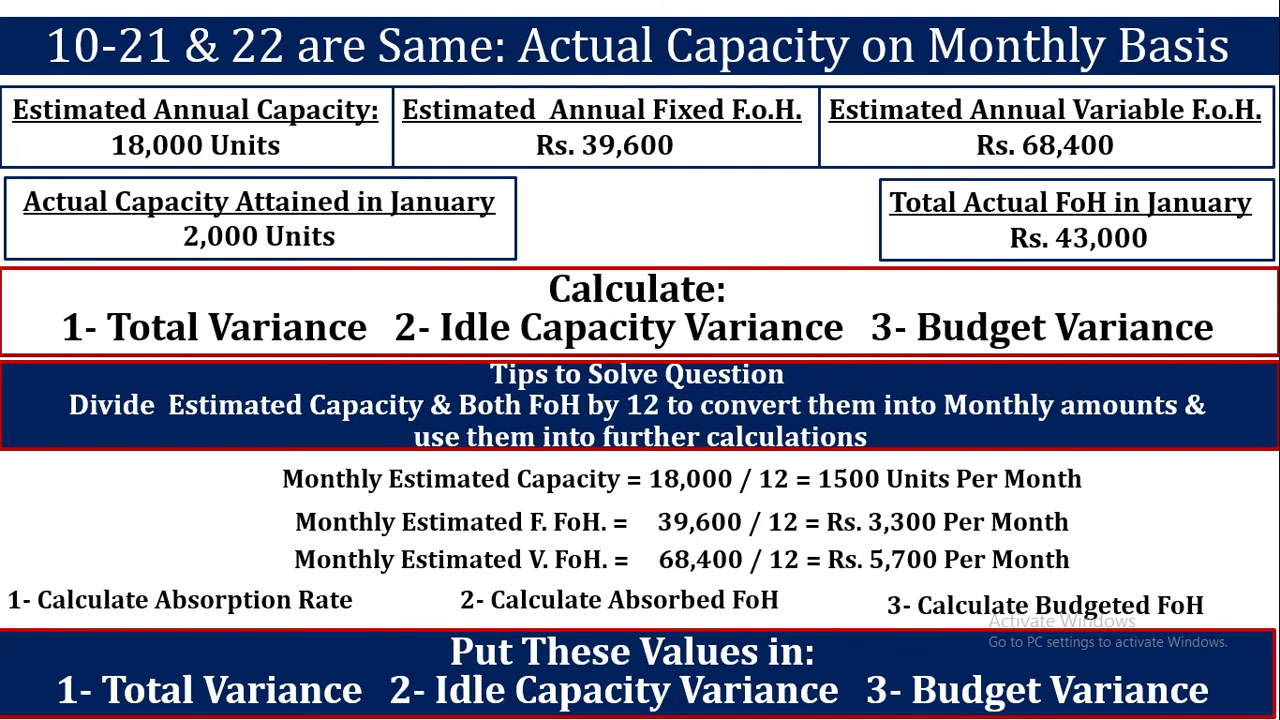 10-21 & 22 are Same: Actual Capacity on Monthly Basis
Estimated Annual Capacity:
18,000 Units
Estimated Annual Fixed F.o.H.
Rs. 39,600
Estimated Annual Variable F.o.H.
Rs. 68,400
Actual Capacity Attained in January
2,000 Units
Total Actual FoH in January
Rs. 43,000
Calculate:
1- Total Variance 2- Idle Capacity Variance 3- Budget Variance
Tips to Solve Question
Divide Estimated Capacity & Both FoH by 12 to convert them into Monthly amounts &
use them into further calculations
Monthly Estimated Capacity = 18,000 / 12 = 1500 Units Per Month
Monthly Estimated F. FoH. = 39,600 / 12 = Rs. 3,300 Per Month
Monthly Estimated V. FoH. = 68,400 / 12 = Rs. 5,700 Per Month
1- Calculate Absorption Rate
2- Calculate Absorbed FoH
3- Calculate Budgeted FoH
Activate Windows
Go to PC settings to activate Windows.
Put These Values in:
1- Total Variance 2- Idle Capacity Variance 3- Budget Variance